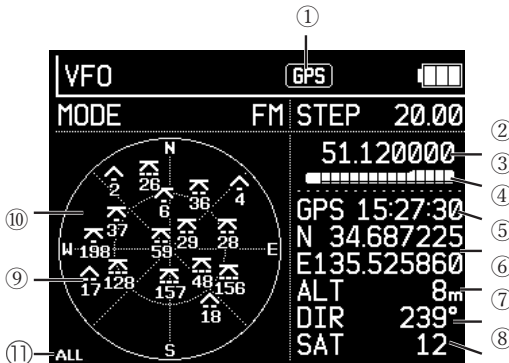 ①
VFO GPS
MODE FM STEP 20.00
51.120000 ②
③
④
GPS 15:27:30 ⑤
N 34.687225
E135.525860 ⑥
ALT 8m ⑦
DIR 239°
SAT 12 ⑧
N
2 26 6 36 4
⑩ 37 29 28
W 198 59 E
⑨ 17 128 157 48 156
18
S
⑪ ALL